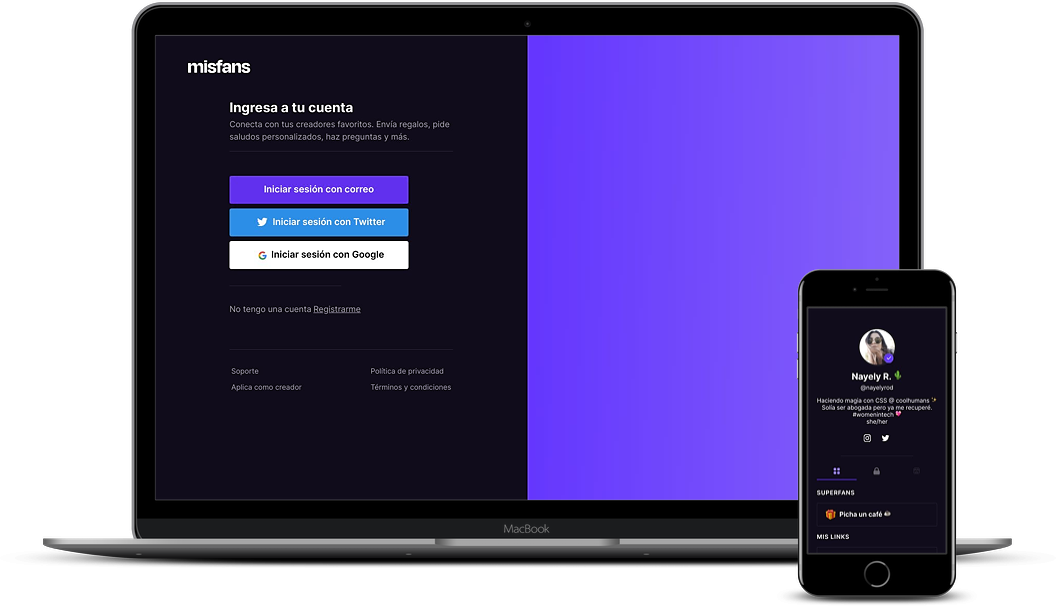 misfans
Ingresa a tu cuenta
Conecta con tus creadores favoritos. Envía regalos, pide
saludos personalizados, haz preguntas y más.
Iniciar sesión con correo
Iniciar sesión con Twitter
Iniciar sesión con Google
No tengo una cuenta Registrarme
Soporte
Política de privacidad
Aplica como creador
Términos y condiciones
MacBook
Nayely R. 🌵
@nayelyrod
Haciendo magia con CSS @ coolhumans ✨
Solía ser abogada pero ya me recuperé.
#womenintech 💖
she/her
SUPERFANS
Picha un café ☕
MIS LINKS